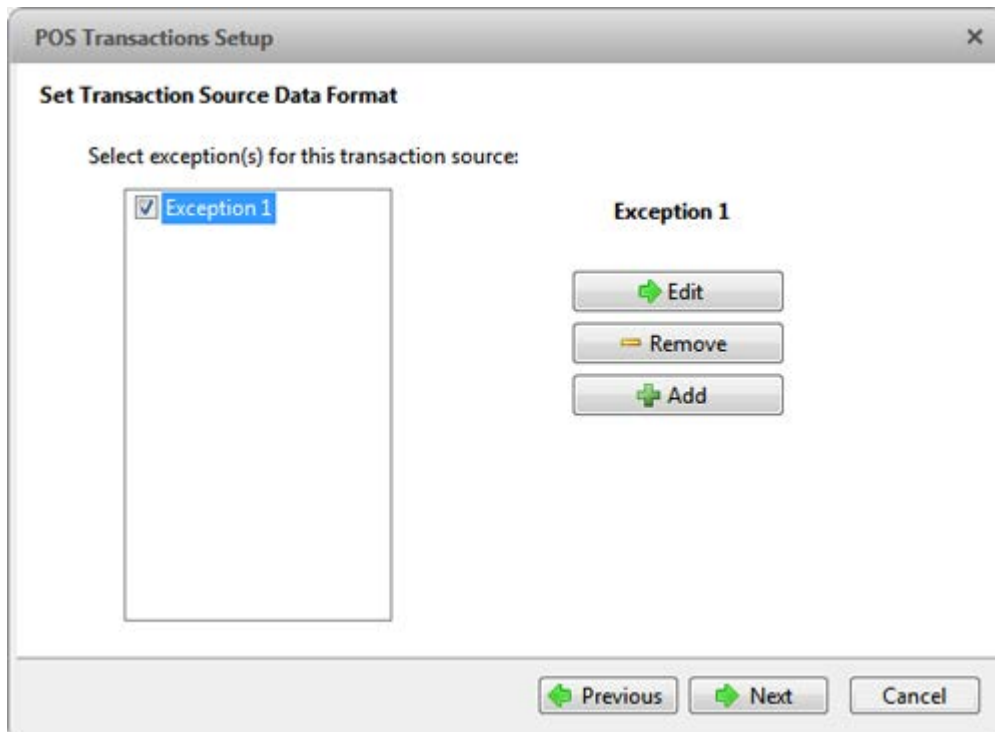 POS Transactions Setup
Set Transaction Source Data Format
Select exception(s) for this transaction source:
Exception 1
Exception 1
Edit
Remove
Add
Previous
Next
Cancel